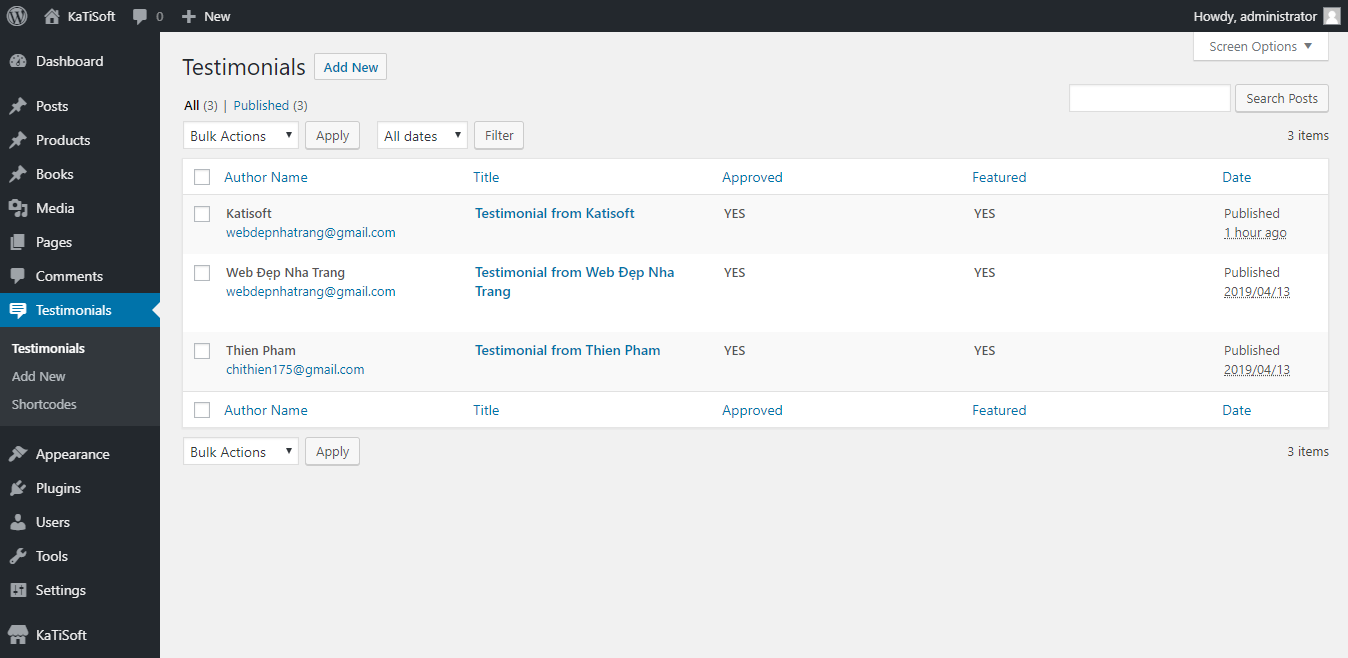 KaTiSoft 0 New Howdy, administrator
Screen Options ▼
Dashboard
Posts
Products
Books
Media
Pages
Comments
Testimonials
Testimonials
Add New
Shortcodes
Appearance
Plugins
Users
Tools
Settings
KaTiSoft
Testimonials Add New
All (3) | Published (3)
Search Posts
Bulk Actions ▼ Apply All dates ▼ Filter 3 items
Author Name Title Approved Featured Date
Katisoft Testimonial from Katisoft YES YES Published
webdepnhatrang@gmail.com 1 hour ago
Web Đẹp Nha Trang Testimonial from Web Đẹp Nha YES YES Published
webdepnhatrang@gmail.com Trang 2019/04/13
Thien Pham Testimonial from Thien Pham YES YES Published
chithien175@gmail.com 2019/04/13
Author Name Title Approved Featured Date
Bulk Actions ▼ Apply 3 items